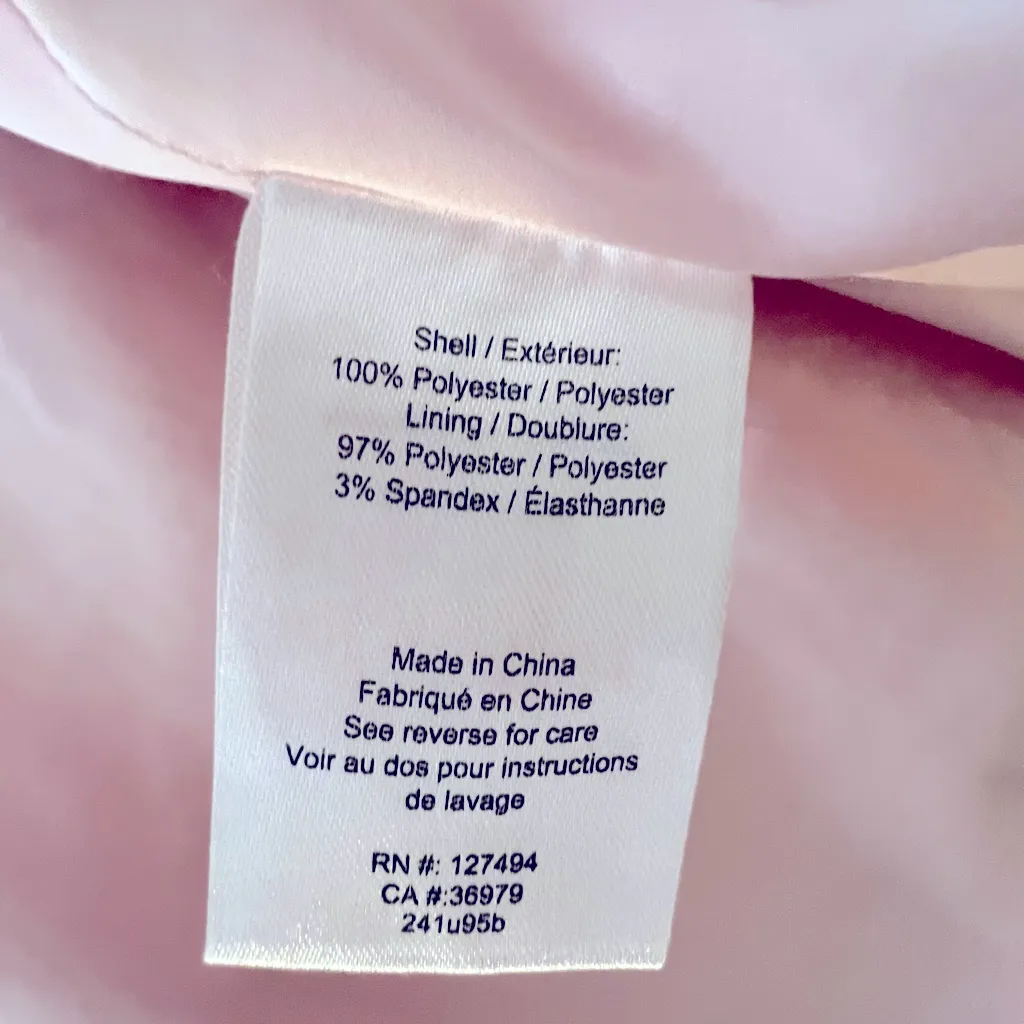 Shell / Extérieur:
100% Polyester / Polyester
Lining / Doublure:
97% Polyester / Polyester
3% Spandex / Élasthanne
Made in China
Fabriqué en Chine
See reverse for care
Voir au dos pour instructions
de lavage
RN #: 127494
CA #:36979
241u95b